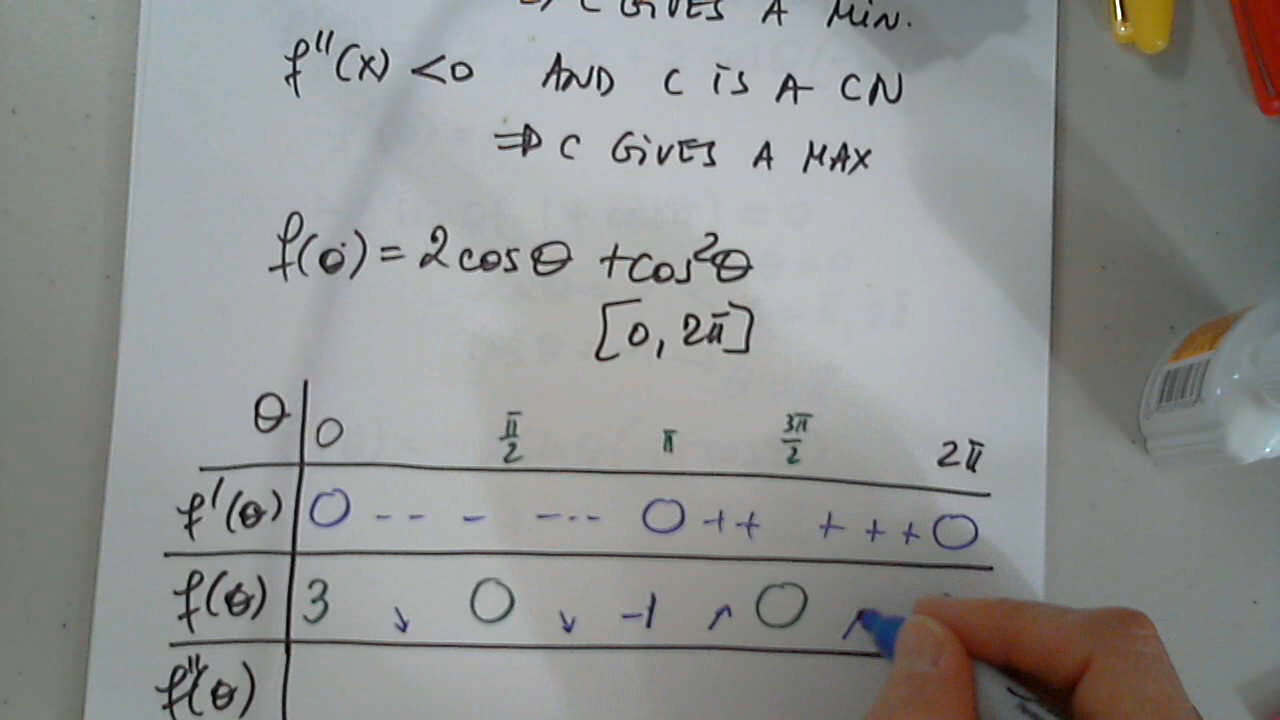 C GIVES A MIN.
f''(x) <0 AND C IS A CN
⇒ C GIVES A MAX
f(θ) = 2cosθ + cos²θ
[0, 2π]
θ 0 π/2 π 3π/2 2π
f'(θ) 0 -- - --- 0 ++ +++ 0
f(θ) 3 ↘ 0 ↘ -1 ↗ 0 ↗
f''(θ)